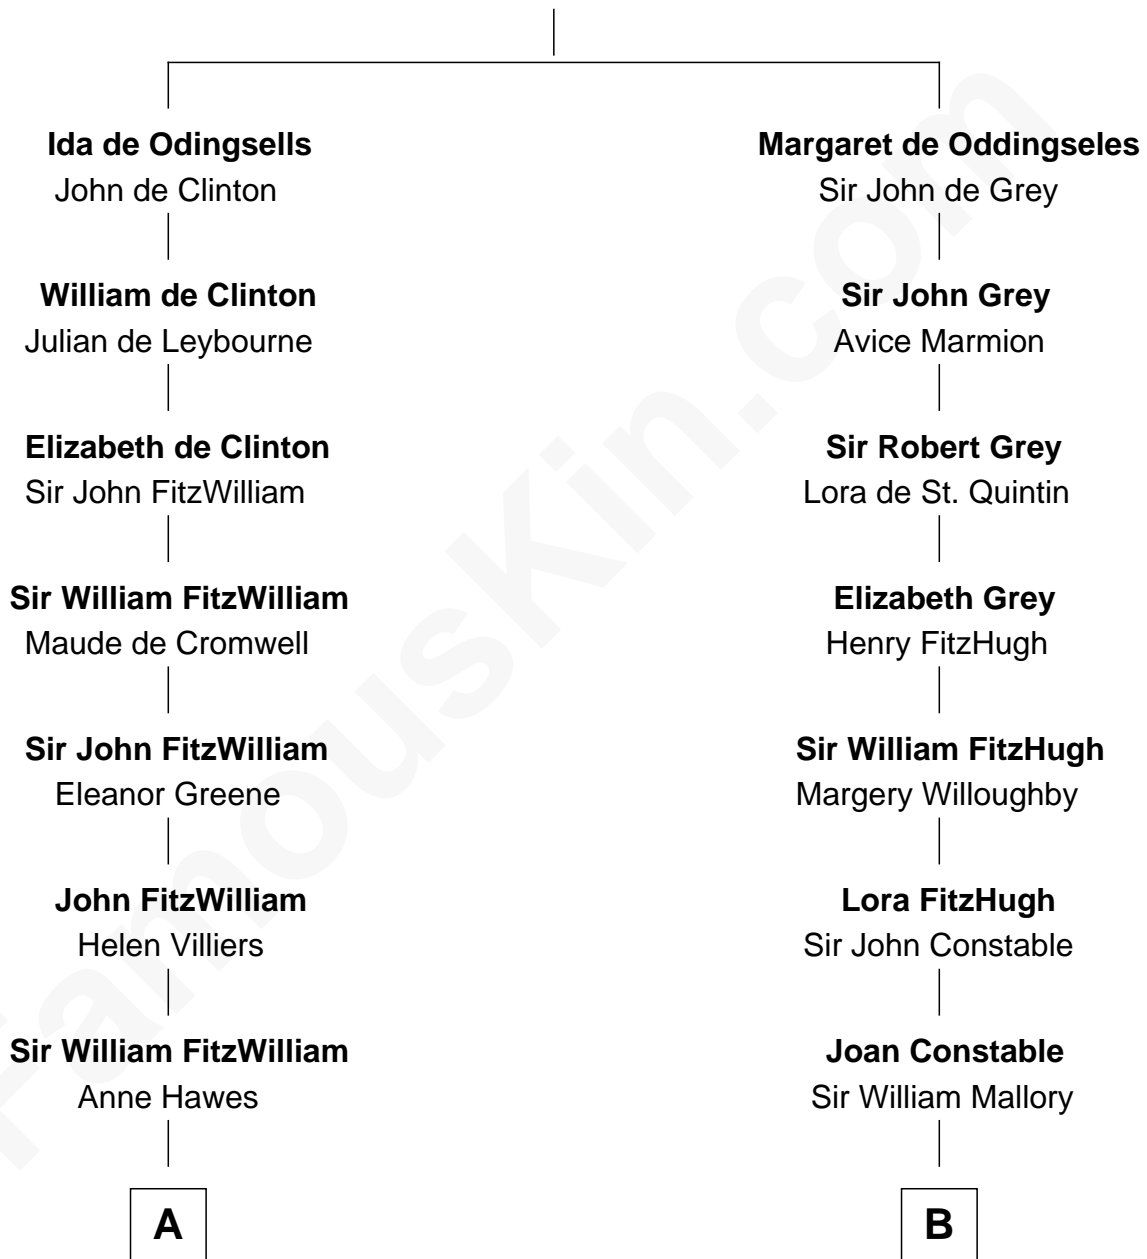 Ida de Odingsells
John de Clinton
William de Clinton
Julian de Leybourne
Elizabeth de Clinton
Sir John FitzWilliam
Sir William FitzWilliam
Maude de Cromwell
Sir John FitzWilliam
Eleanor Greene
John FitzWilliam
Helen Villiers
Sir William FitzWilliam
Anne Hawes
A
Margaret de Oddingseles
Sir John de Grey
Sir John Grey
Avice Marmion
Sir Robert Grey
Lora de St. Quintin
Elizabeth Grey
Henry FitzHugh
Sir William FitzHugh
Margery Willoughby
Lora FitzHugh
Sir John Constable
Joan Constable
Sir William Mallory
B
FamousKin.com